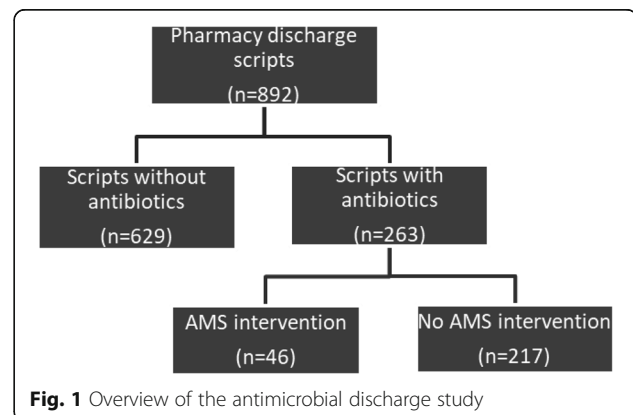 Pharmacy discharge
scripts
(n=892)
Scripts without
antibiotics
(n=629)
Scripts with
antibiotics
(n=263)
AMS intervention
(n=46)
No AMS intervention
(n=217)
Fig. 1 Overview of the antimicrobial discharge study